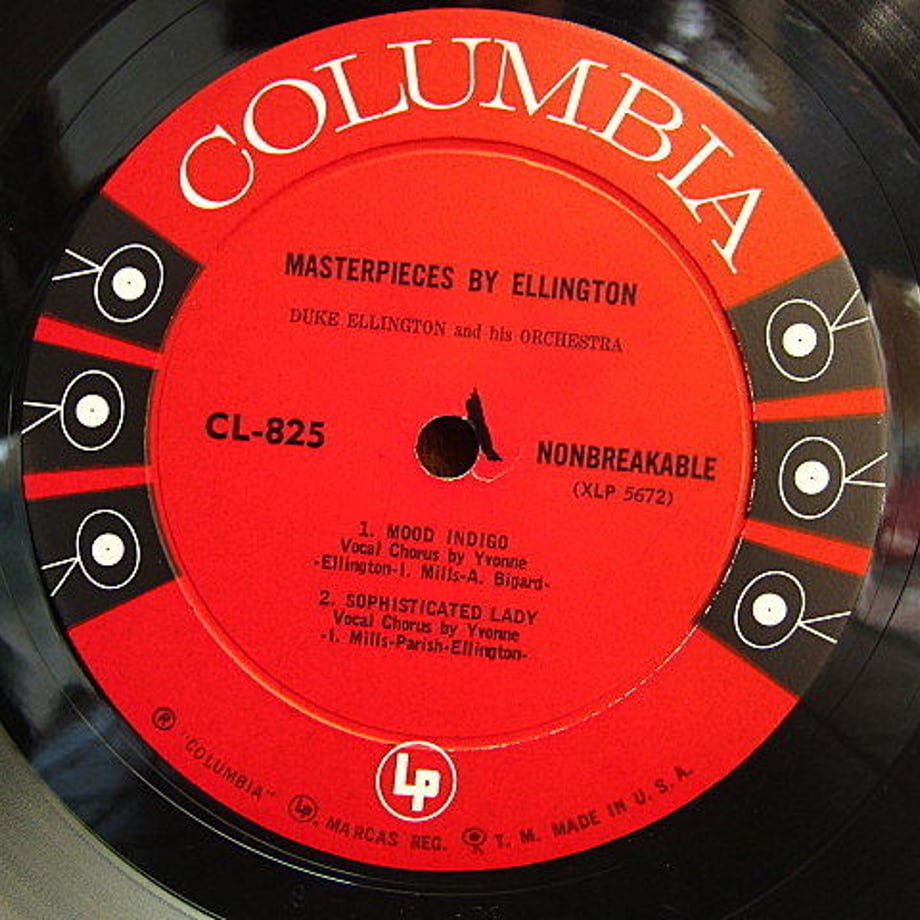 COLUMBIA
MASTERPIECES BY ELLINGTON
DUKE ELLINGTON and his ORCHESTRA
CL-825
NONBREAKABLE
(XLP 5672)
1. MOOD INDIGO
Vocal Chorus by Yvonne
-Ellington-I. Mills-A. Bigard-
2. SOPHISTICATED LADY
Vocal Chorus by Yvonne
-I. Mills-Parish-Ellington-
LP
® "COLUMBIA" LP, MARCAS REG. T. M. MADE IN U. S. A.